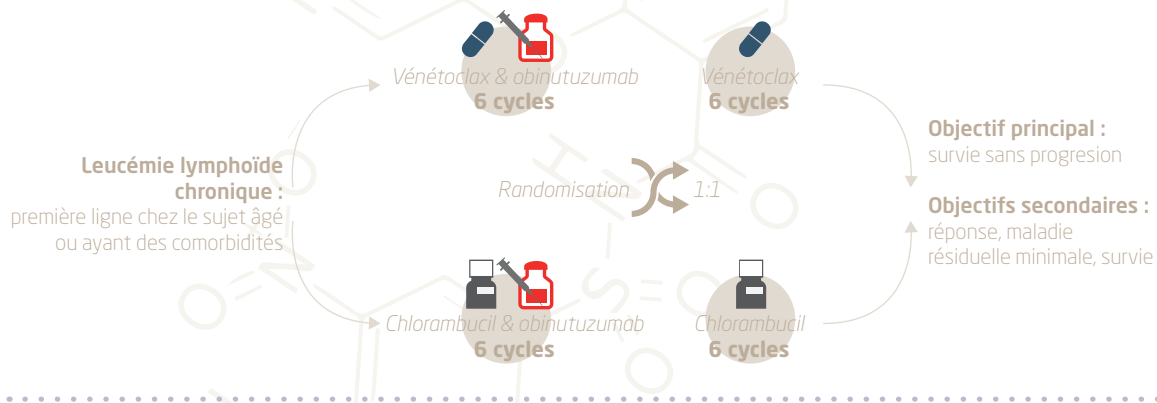 Vénétoclax & obinutuzumab
6 cycles
Vénétoclax
6 cycles
Leucémie lymphoïde
chronique :
première ligne chez le sujet âgé
ou ayant des comorbidités
Randomisation
1:1
Objectif principal :
survie sans progresion
Objectifs secondaires :
réponse, maladie
résiduelle minimale, survie
Chlorambucil & obinutuzumab
6 cycles
Chlorambucil
6 cycles
O
N
O
H
N
O
S
O
O